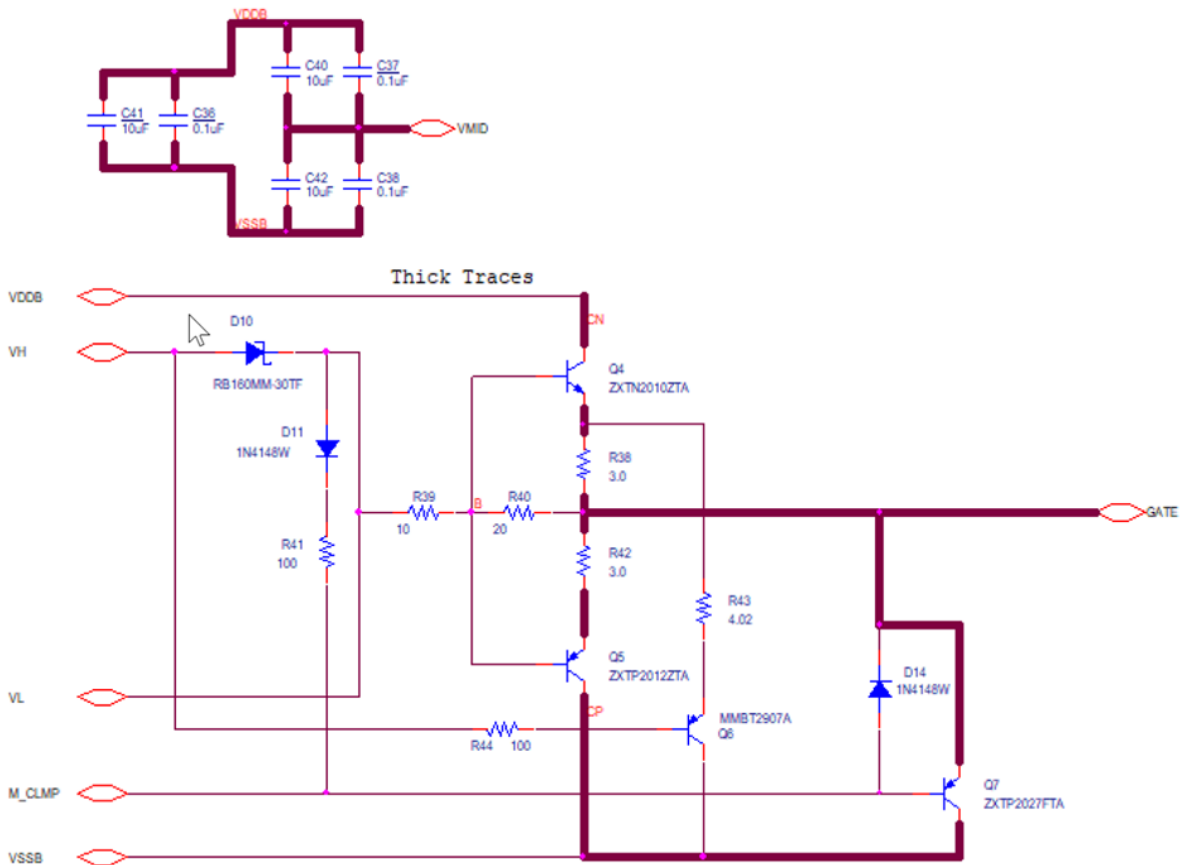 VDDB
C40
10uF
C37
0.1uF
C41
10uF
C36
0.1uF
VMID
C42
10uF
C38
0.1uF
VSSB
Thick Traces
VDDB
CN
D10
VH
RB160MM-30TF
Q4
ZXTN2010ZTA
D11
1N4148W
R38
3.0
R39
10
B
R40
20
GATE
R41
100
R42
3.0
R43
4.02
Q5
ZXTP2012ZTA
D14
1N4148W
VL
CP
MMBT2907A
Q6
R44
100
M_CLMP
Q7
ZXTP2027FTA
VSSB